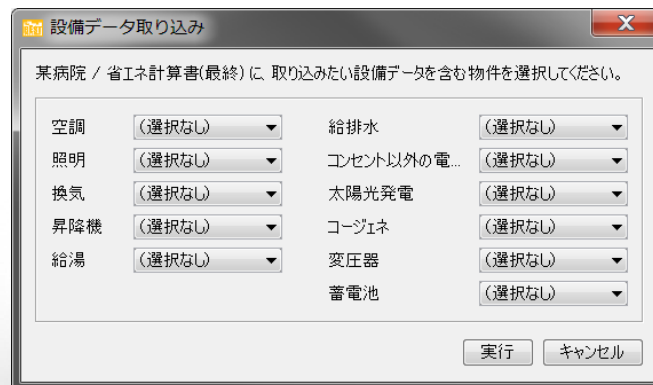 設備データ取り込み
某病院 / 省エネ計算書(最終) に、取り込みたい設備データを含む物件を選択してください。
空調 (選択なし) 給排水 (選択なし)
照明 (選択なし) コンセント以外の電... (選択なし)
換気 (選択なし) 太陽光発電 (選択なし)
昇降機 (選択なし) コージェネ (選択なし)
給湯 (選択なし) 変圧器 (選択なし)
蓄電池 (選択なし)
実行 キャンセル